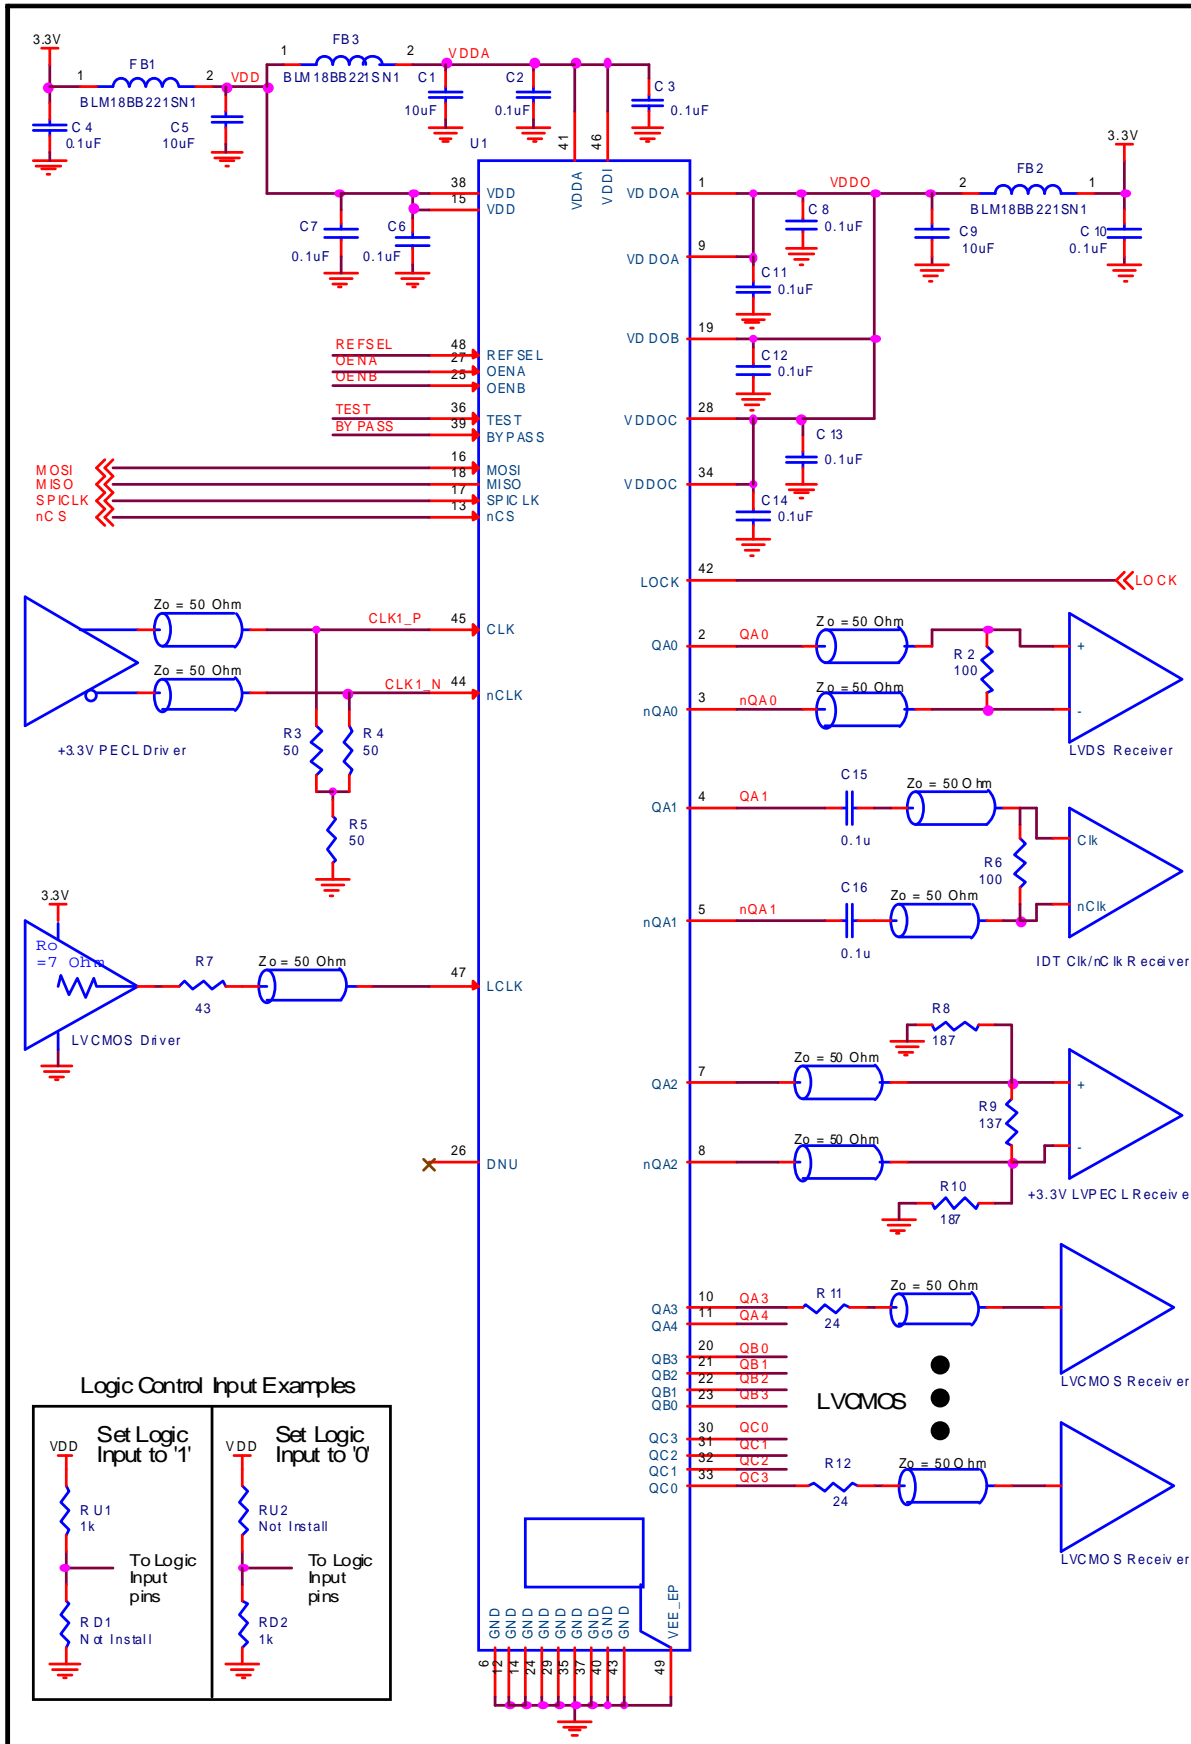 3.3V
FB1
1
2
BLM18BB221SN1
VDD
C4
0.1uF
C5
10uF
FB3
1
2
BLM18BB221SN1
VDDA
C1
10uF
C2
0.1uF
C3
0.1uF
U1
41
46
VDDA
VDDI
38
VDD
15
VDD
C7
0.1uF
C6
0.1uF
1
VDDOA
VDDO
C8
0.1uF
C9
10uF
FB2
2
1
BLM18BB221SN1
3.3V
C10
0.1uF
9
VDDOA
C11
0.1uF
19
VDDOB
C12
0.1uF
28
VDDOC
C13
0.1uF
34
VDDOC
C14
0.1uF
REFSEL
48
REFSEL
OENA
27
OENA
OENB
25
OENB
TEST
36
TEST
BYPASS
39
BYPASS
MOSI
16
MOSI
MISO
18
MISO
SPICLK
17
SPICLK
nCS
13
nCS
LOCK
42
LOCK
Zo = 50 Ohm
CLK1_P
45
CLK
Zo = 50 Ohm
CLK1_N
44
nCLK
+3.3V PECL Driver
R3
50
R4
50
R5
50
QA0
2
QA0
Zo = 50 Ohm
nQA0
3
nQA0
Zo = 50 Ohm
R2
100
+
-
LVDS Receiver
QA1
4
QA1
C15
0.1u
Zo = 50 Ohm
nQA1
5
nQA1
C16
0.1u
Zo = 50 Ohm
R6
100
Clk
nClk
IDT Clk/nClk Receiver
3.3V
Ro
=7 Ohm
LVCMOS Driver
R7
43
Zo = 50 Ohm
47
LCLK
QA2
7
Zo = 50 Ohm
nQA2
8
Zo = 50 Ohm
R8
187
R9
137
R10
187
+
-
+3.3V LVPECL Receive
26
DNU
QA3
10
QA3
QA4
11
QA4
R11
24
Zo = 50 Ohm
LVCMOS Receiver
QB3
20
QB0
QB2
21
QB1
QB1
22
QB2
QB0
23
QB3
LVCMOS
QC3
30
QC0
QC2
31
QC1
QC1
32
QC2
QC0
33
QC3
R12
24
Zo = 50 Ohm
LVCMOS Receiver
Logic Control Input Examples
Set Logic
Input to '1'
VDD
RU1
1k
To Logic
Input
pins
RD1
Not Install
Set Logic
Input to '0'
VDD
RU2
Not Install
To Logic
Input
pins
RD2
1k
GND
GND
GND
GND
GND
GND
GND
GND
GND
VEE_EP
6
12
14
24
29
35
37
40
43
49